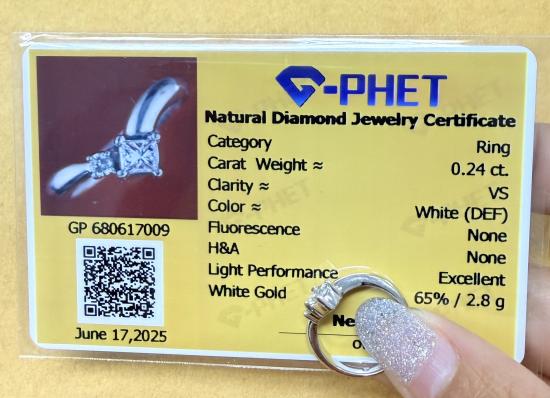 G-PHET
Natural Diamond Jewelry Certificate
Category Ring
Carat Weight ≈ 0.24 ct.
Clarity ≈ VS
Color ≈ White (DEF)
Fluorescence None
H&A None
Light Performance Excellent
White Gold 65% / 2.8 g
GP 680617009
June 17,2025